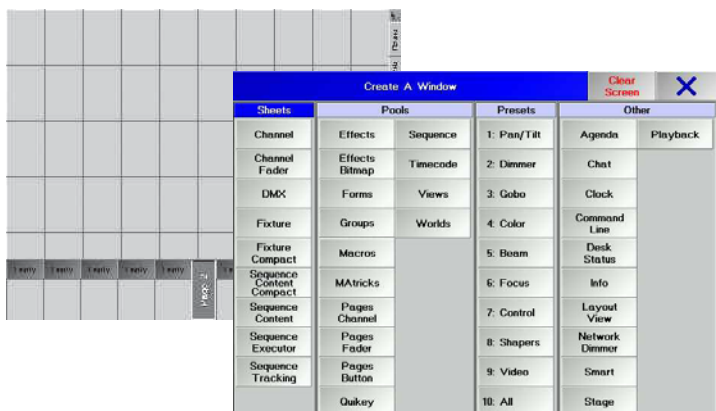 Create A Window
Clear
Screen
Sheets
Pools
Presets
Other
Channel
Effects
Sequence
1: Pan/Tilt
Agenda
Playback
Channel
Fader
Effects
Bitmap
Timecode
2: Dimmer
Chat
DMX
Forms
Views
3: Gobo
Clock
Fixture
Groups
Worlds
4: Color
Command
Line
Fixture
Compact
Macros
5: Beam
Desk
Status
Sequence
Content
Compact
MAtricks
6: Focus
Info
Sequence
Content
Pages
Channel
7: Control
Layout
View
Sequence
Executor
Pages
Fader
8: Shapers
Network
Dimmer
Sequence
Tracking
Pages
Button
9: Video
Smart
Quikey
10: All
Stage
Empty
Empty
Empty
Empty
Empty
Page 2